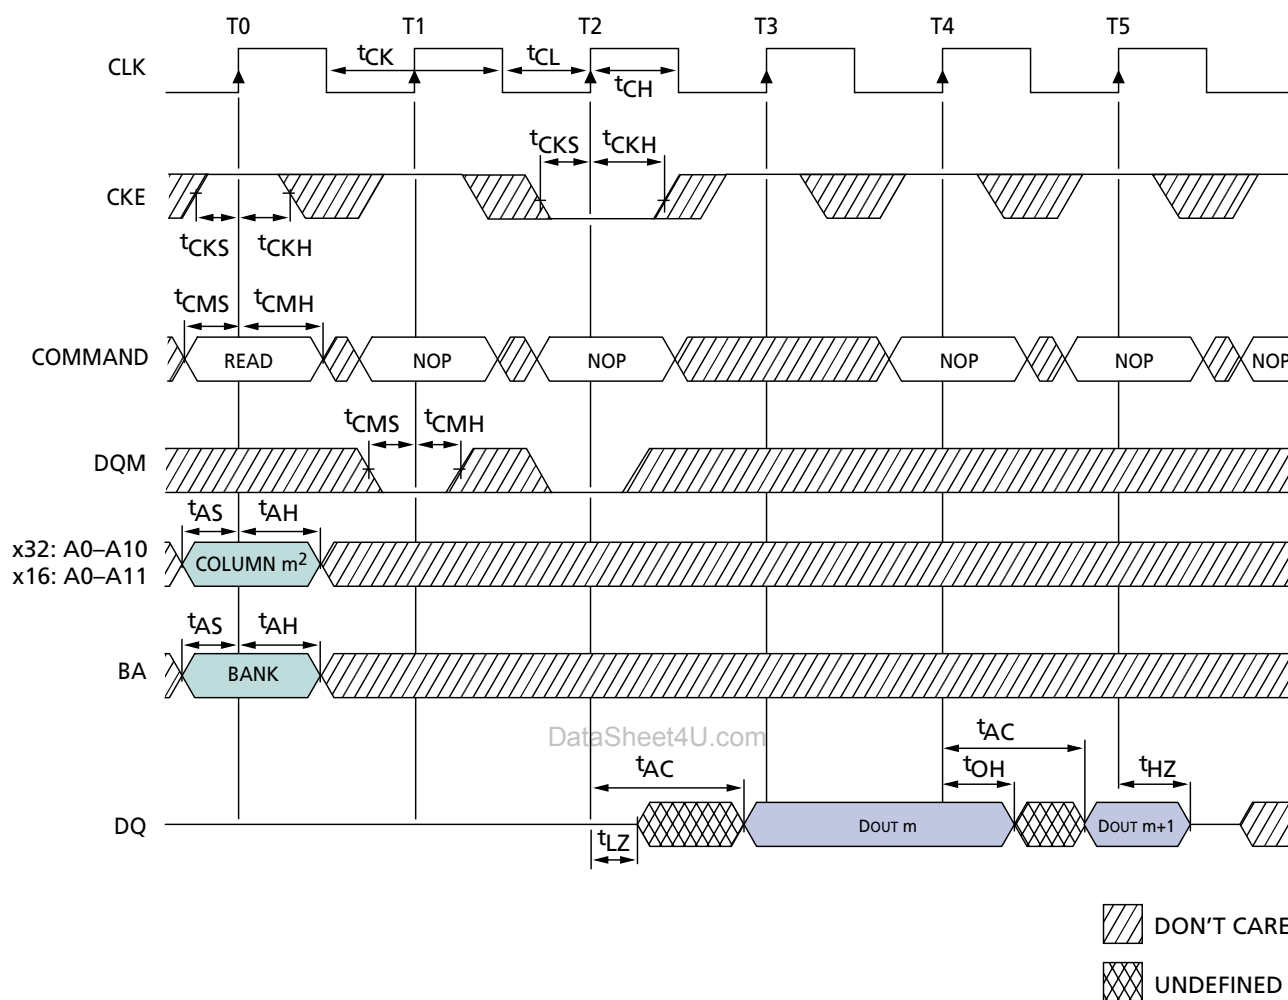 T0 T1 T2 T3 T4 T5
CLK tCK tCL tCH
tCKS tCKH
CKE
tCKS tCKH
tCMS tCMH
COMMAND READ NOP NOP NOP NOP NOP
tCMS tCMH
DQM
tAS tAH
x32: A0–A10
x16: A0–A11
COLUMN m2
tAS tAH
BA BANK
DataSheet4U.com
tAC
tAC tOH tHZ
DQ DOUT m DOUT m+1
tLZ
DON'T CARE
UNDEFINED